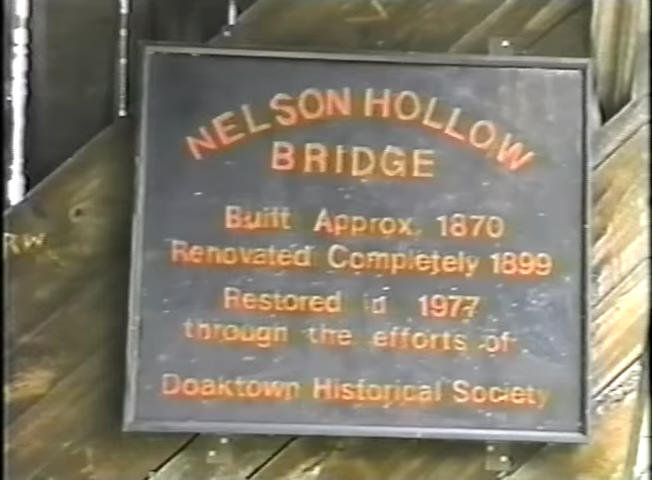 NELSON HOLLOW
BRIDGE
Built Approx. 1870
Renovated Completely 1899
Restored in 1977
through the efforts of
Doaktown Historical Society
RW